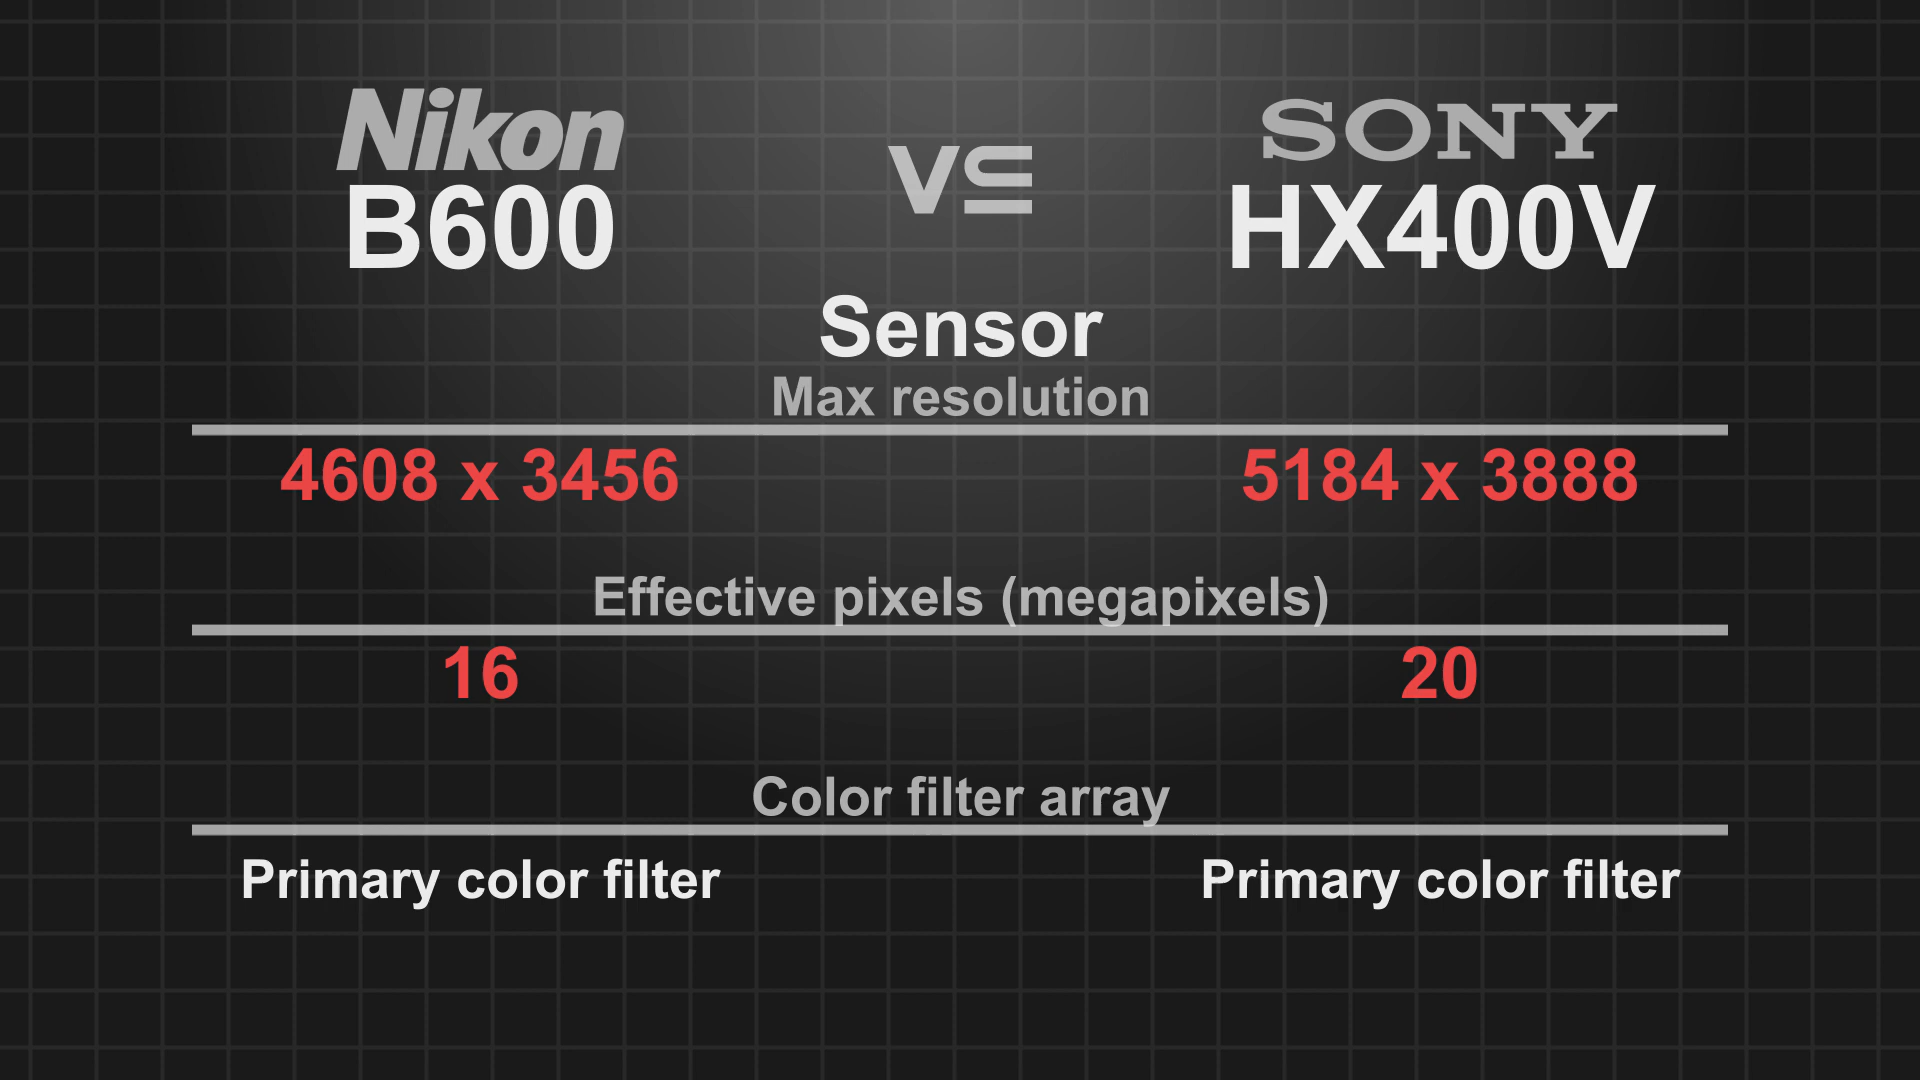 Nikon
B600
VS
SONY
HX400V
Sensor
Max resolution
4608 x 3456
5184 x 3888
Effective pixels (megapixels)
16
20
Color filter array
Primary color filter
Primary color filter